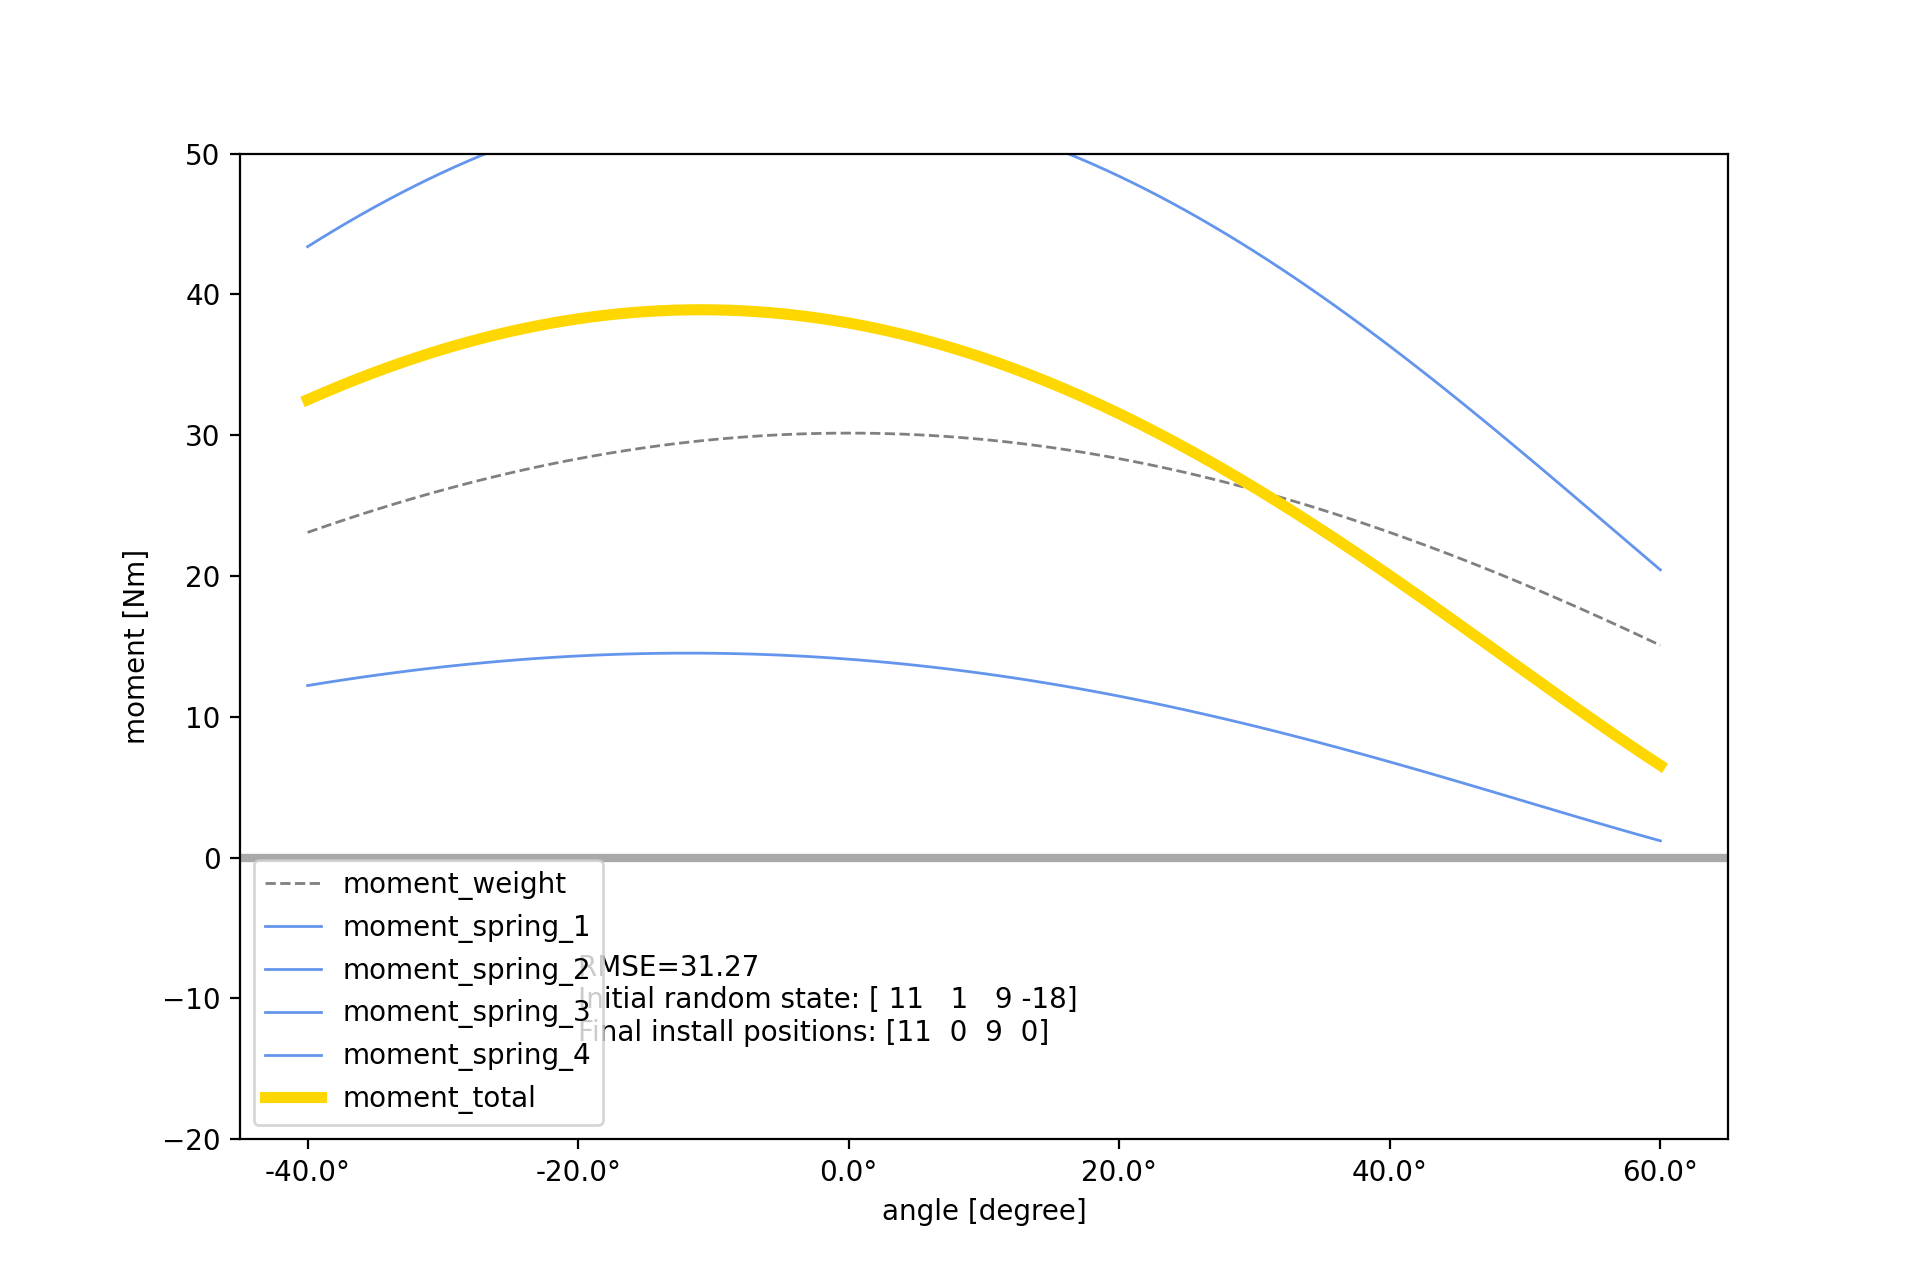 50
40
30
20
10
0
−10
−20
moment [Nm]
moment_weight
moment_spring_1
moment_spring_2
moment_spring_3
moment_spring_4
moment_total
RMSE=31.27
Initial random state: [ 11   1   9 -18]
Final install positions: [11  0  9  0]
-40.0° -20.0° 0.0° 20.0° 40.0° 60.0°
angle [degree]